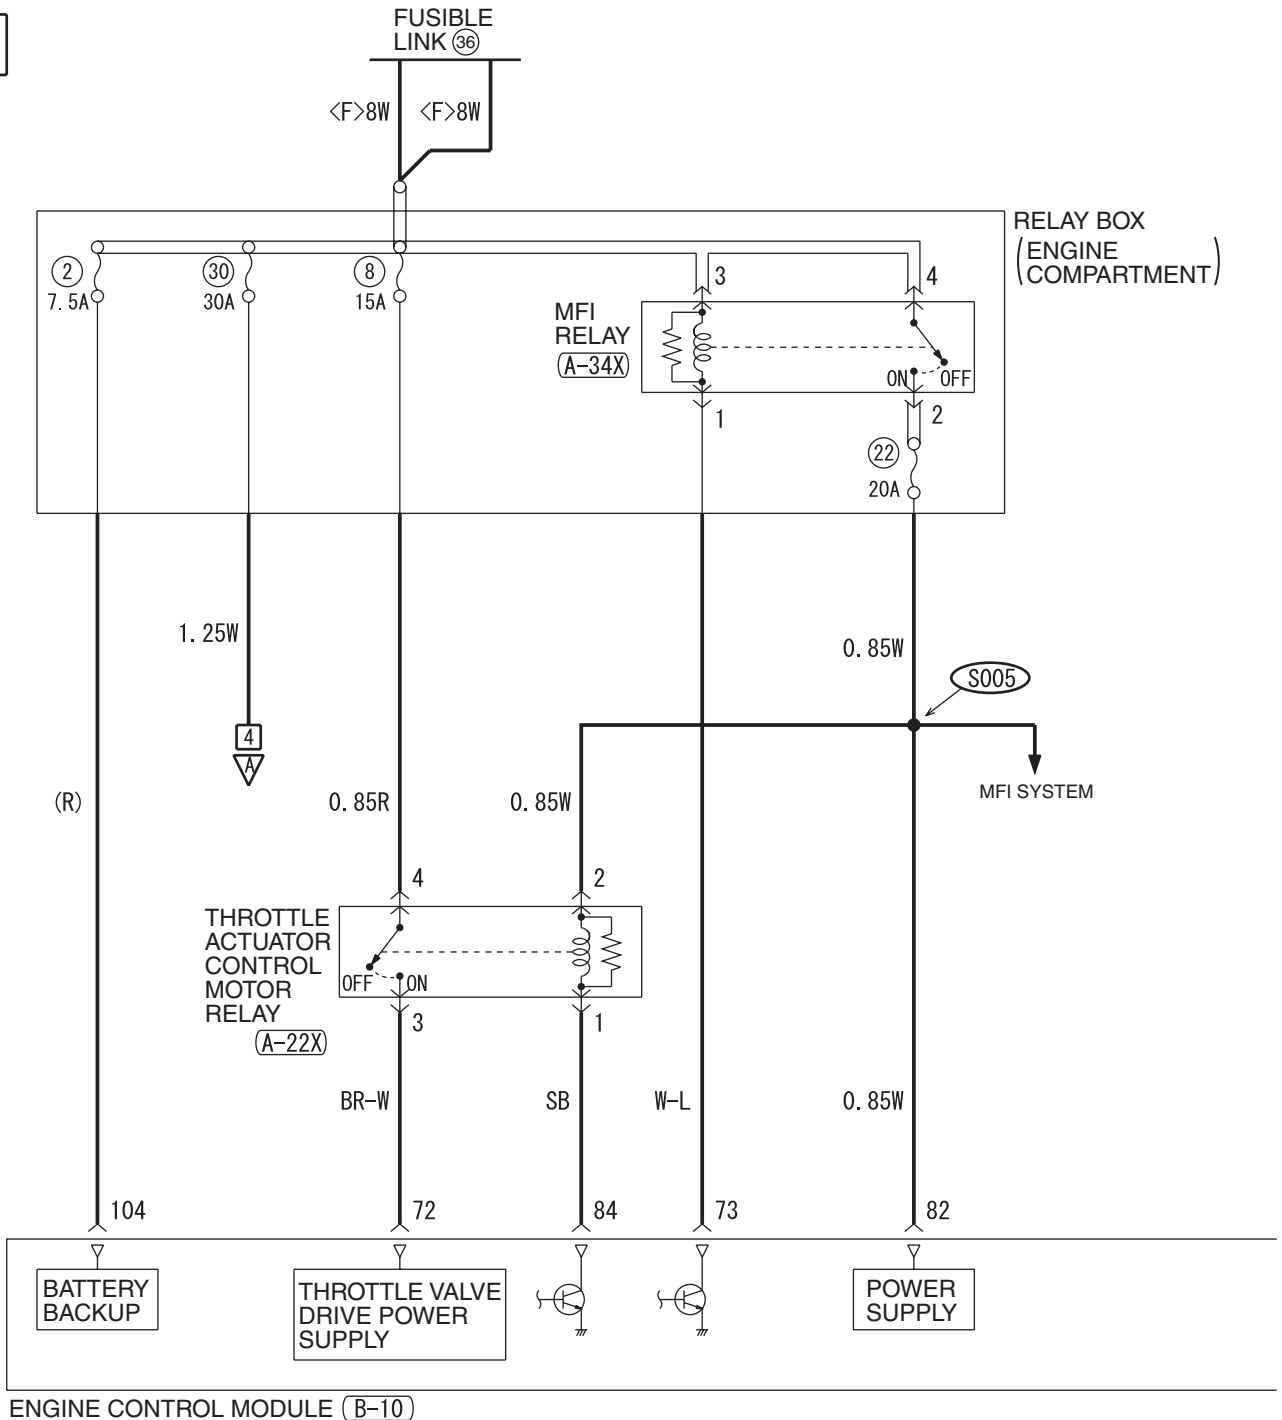 FUSIBLE
LINK 36
<F>8W
<F>8W
RELAY BOX
(ENGINE
COMPARTMENT)
2
7.5A
30
30A
8
15A
3
4
MFI
RELAY
A-34X
ON
OFF
1
2
22
20A
1.25W
0.85W
S005
4
A
MFI SYSTEM
(R)
0.85R
0.85W
4
2
THROTTLE
ACTUATOR
CONTROL
MOTOR
RELAY
A-22X
OFF
ON
3
1
BR-W
SB
W-L
0.85W
104
72
84
73
82
BATTERY
BACKUP
THROTTLE VALVE
DRIVE POWER
SUPPLY
POWER
SUPPLY
ENGINE CONTROL MODULE B-10